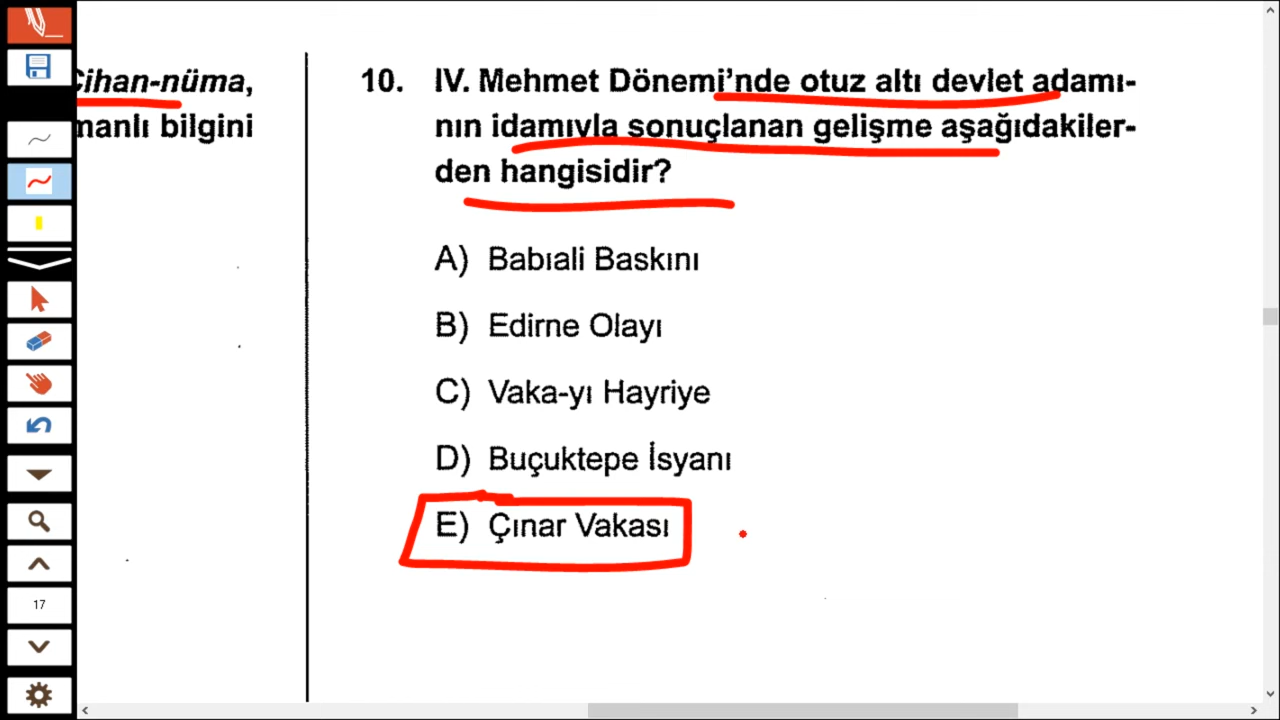 Cihan-nüma,
manlı bilgini
10. IV. Mehmet Dönemi'nde otuz altı devlet adamı-
nın idamıyla sonuçlanan gelişme aşağıdakiler-
den hangisidir?
A) Babıali Baskını
B) Edirne Olayı
C) Vaka-yı Hayriye
D) Buçuktepe İsyanı
E) Çınar Vakası
17